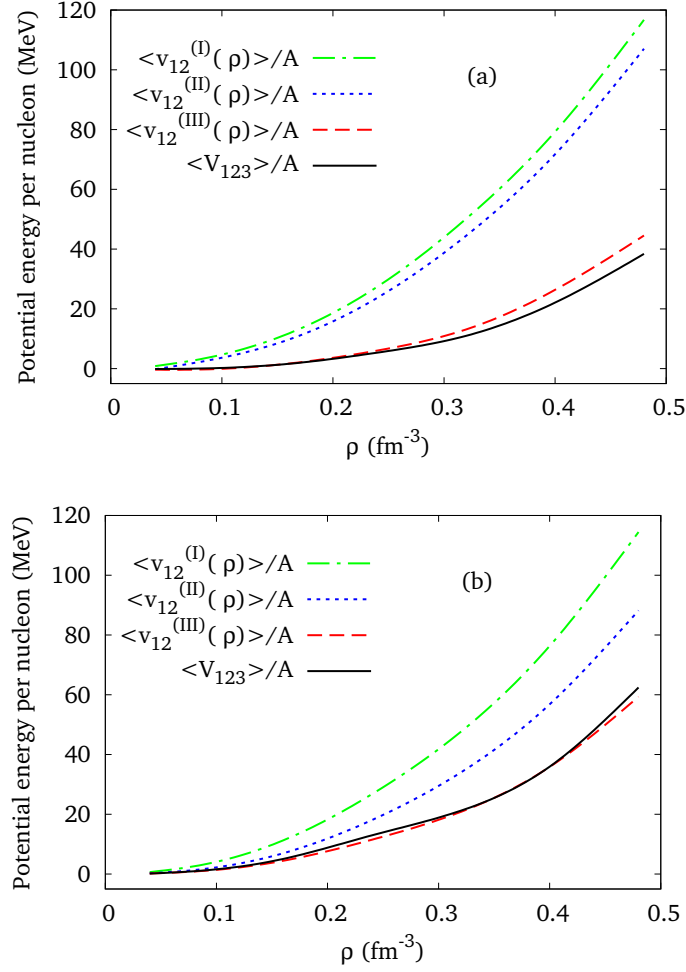 120
100
80
60
40
20
0
Potential energy per nucleon (MeV)
<v₁₂⁽ᴵ⁾( ρ)>/A
<v₁₂⁽ᴵᴵ⁾( ρ)>/A
<v₁₂⁽ᴵᴵᴵ⁾(ρ)>/A
<V₁₂₃>/A
(a)
0 0.1 0.2 0.3 0.4 0.5
ρ (fm⁻³)
120
100
80
60
40
20
0
Potential energy per nucleon (MeV)
<v₁₂⁽ᴵ⁾( ρ)>/A
<v₁₂⁽ᴵᴵ⁾( ρ)>/A
<v₁₂⁽ᴵᴵᴵ⁾(ρ)>/A
<V₁₂₃>/A
(b)
0 0.1 0.2 0.3 0.4 0.5
ρ (fm⁻³)